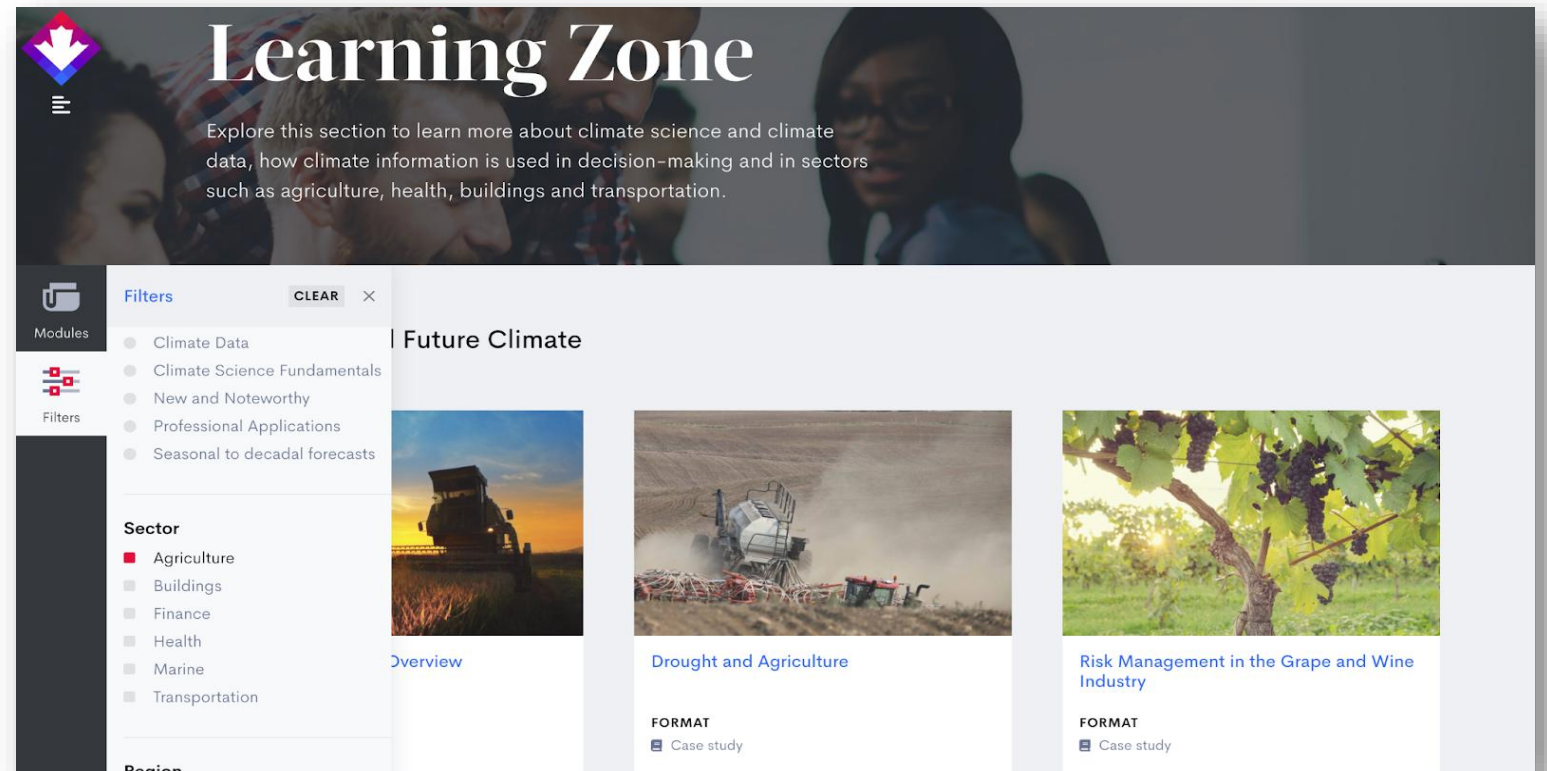 Learning Zone
Explore this section to learn more about climate science and climate
data, how climate information is used in decision-making and in sectors
such as agriculture, health, buildings and transportation.
Modules
Filters
Filters
CLEAR
Climate Data
Climate Science Fundamentals
New and Noteworthy
Professional Applications
Seasonal to decadal forecasts
Sector
Agriculture
Buildings
Finance
Health
Marine
Transportation
Region
Future Climate
Overview
Drought and Agriculture
FORMAT
Case study
Risk Management in the Grape and Wine
Industry
FORMAT
Case study